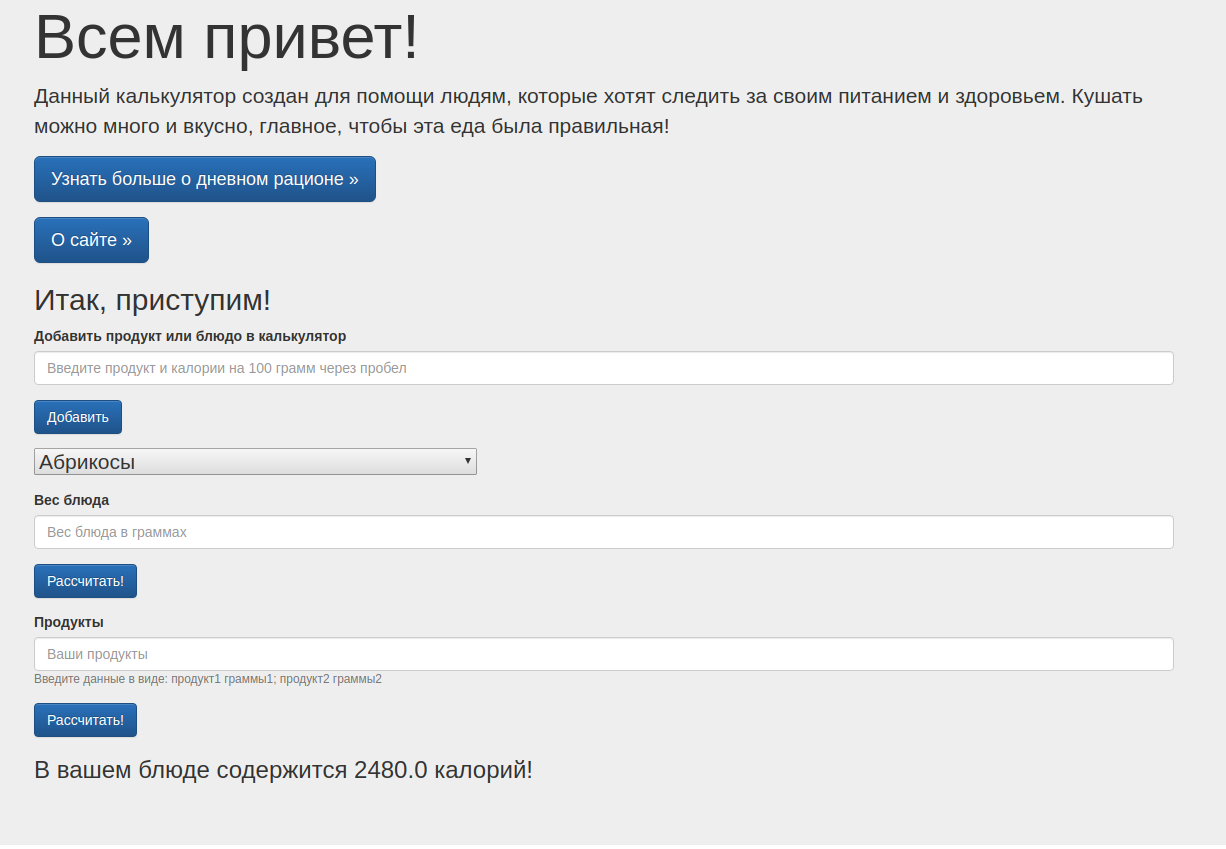 Всем привет!
Данный калькулятор создан для помощи людям, которые хотят следить за своим питанием и здоровьем. Кушать
можно много и вкусно, главное, чтобы эта еда была правильная!
Узнать больше о дневном рационе »
О сайте »
Итак, приступим!
Добавить продукт или блюдо в калькулятор
Введите продукт и калории на 100 грамм через пробел
Добавить
Абрикосы
Вес блюда
Вес блюда в граммах
Рассчитать!
Продукты
Ваши продукты
Введите данные в виде: продукт1 граммы1; продукт2 граммы2
Рассчитать!
В вашем блюде содержится 2480.0 калорий!